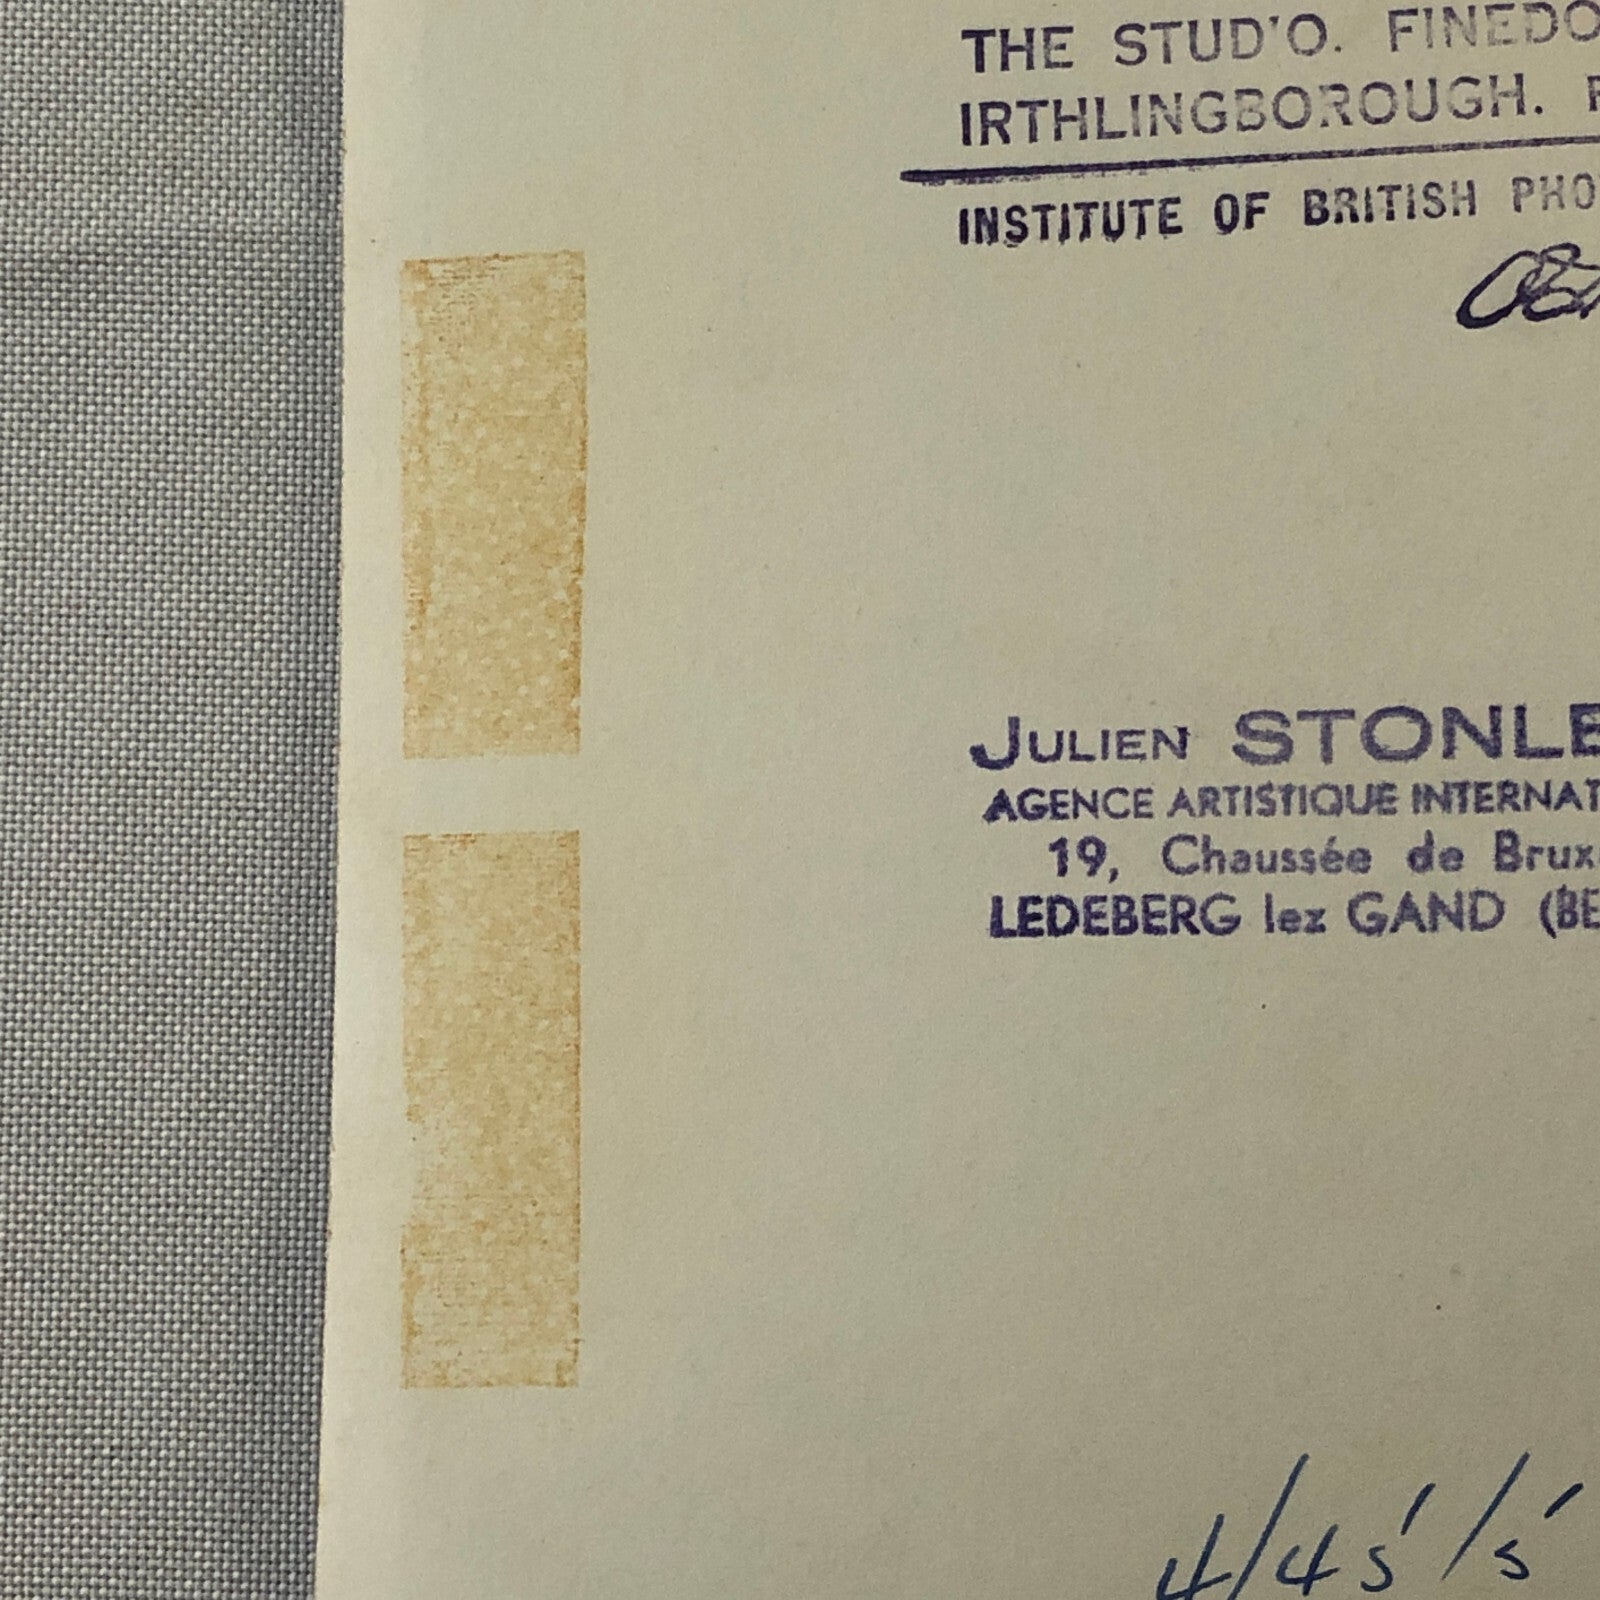 THE STUD'O. FINEDO
IRTHLINGBOROUGH.
INSTITUTE OF BRITISH PHO
JULIEN STONLE
AGENCE ARTISTIQUE INTERNAT
19, Chaussée de Brux
LEDEBERG lez GAND (BE
4/45'/5'